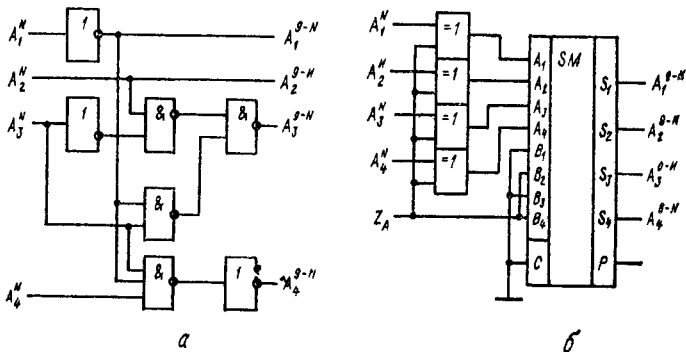 A₁ᴺ 1 A₁⁹⁻ᴺ
A₂ᴺ A₂⁹⁻ᴺ
A₃ᴺ 1 & & A₃⁹⁻ᴺ
&
A₄ᴺ & 1 A₄⁹⁻ᴺ
а
A₁ᴺ =1 A₁ SM S₁ A₁⁹⁻ᴺ
A₂ᴺ =1 A₂ S₂ A₂⁹⁻ᴺ
A₃ᴺ =1 A₃ S₃ A₃⁹⁻ᴺ
A₄ᴺ =1 A₄ S₄ A₄⁹⁻ᴺ
B₁
B₂
B₃
Z_A B₄
C P
б